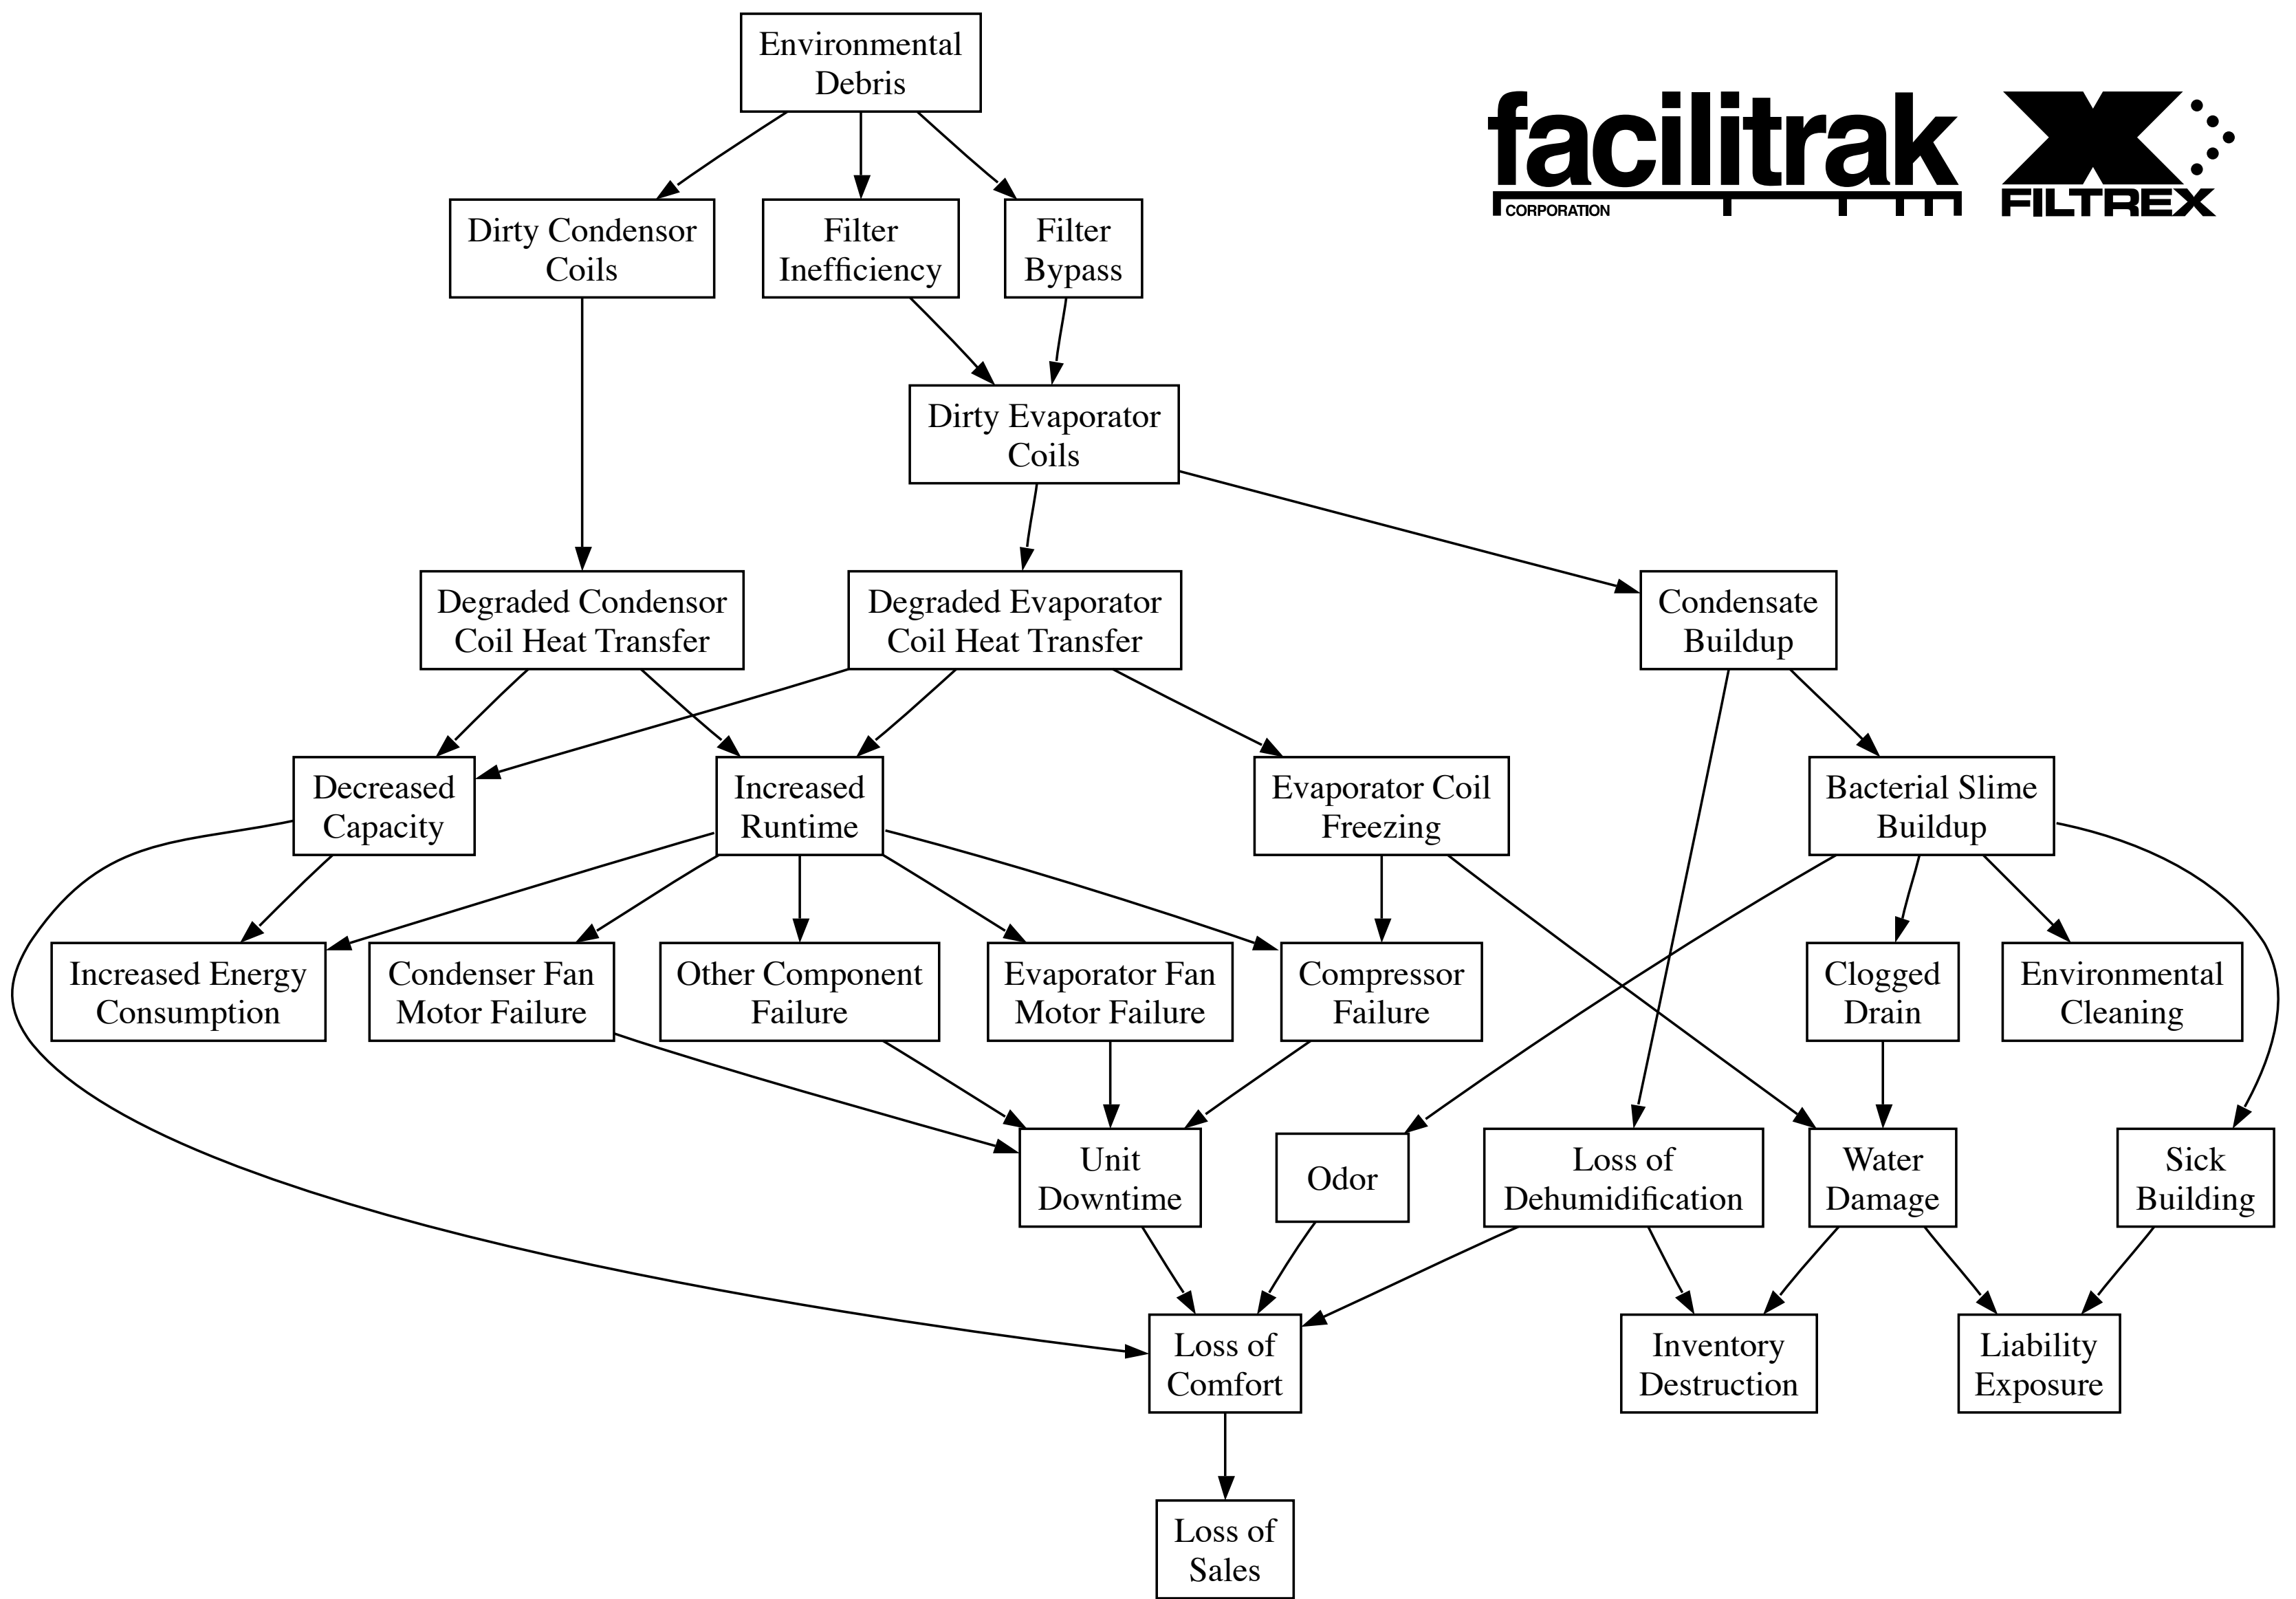 Environmental
Debris
facilitrak
CORPORATION
FILTREX
Dirty Condensor
Coils
Filter
Inefficiency
Filter
Bypass
Dirty Evaporator
Coils
Degraded Condensor
Coil Heat Transfer
Degraded Evaporator
Coil Heat Transfer
Condensate
Buildup
Decreased
Capacity
Increased
Runtime
Evaporator Coil
Freezing
Bacterial Slime
Buildup
Increased Energy
Consumption
Condenser Fan
Motor Failure
Other Component
Failure
Evaporator Fan
Motor Failure
Compressor
Failure
Clogged
Drain
Environmental
Cleaning
Unit
Downtime
Odor
Loss of
Dehumidification
Water
Damage
Sick
Building
Loss of
Comfort
Inventory
Destruction
Liability
Exposure
Loss of
Sales